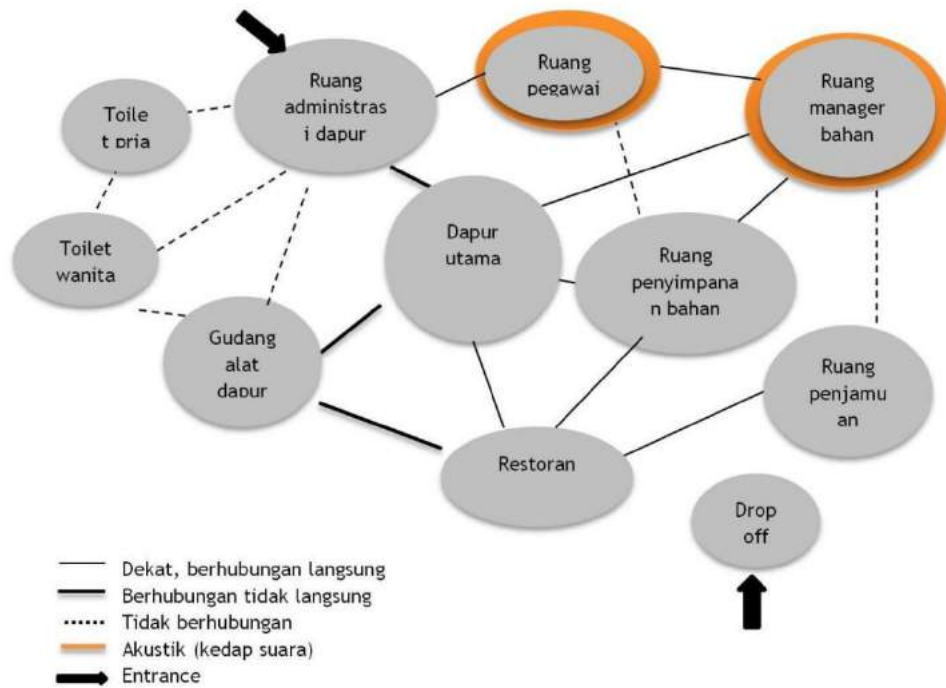 Ruang
administras
i dapur
Ruang
pegawai
Ruang
manager
bahan
Toile
t pria
Toilet
wanita
Dapur
utama
Ruang
penyimpana
n bahan
Gudang
alat
dapur
Ruang
penjamu
an
Restoran
Drop
off
Dekat, berhubungan langsung
Berhubungan tidak langsung
Tidak berhubungan
Akustik (kedap suara)
Entrance